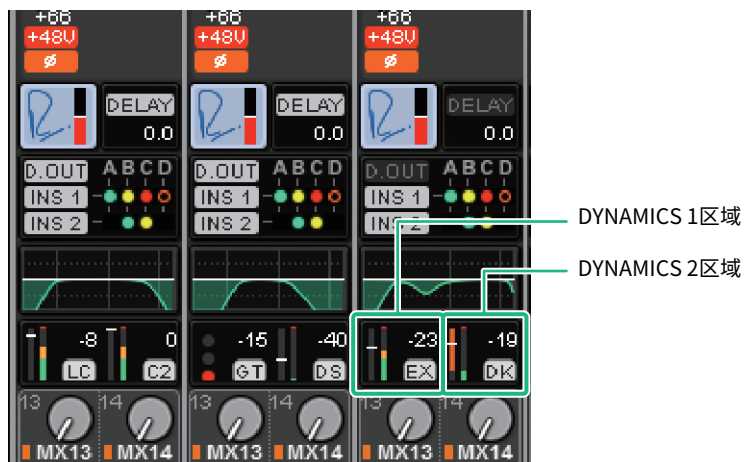 +66 +66
+48V +48V +48V
ø ø ø
DELAY DELAY DELAY
0.0 0.0 0.0
D.OUT A B C D D.OUT A B C D D.OUT A B C D
INS 1 INS 1 INS 1
INS 2 INS 2 INS 2
DYNAMICS 1区域
DYNAMICS 2区域
-8 0 -15 -40 -23 -19
LC C2 GT DS EX DK
13 14 13 14 13 14
MX13 MX14 MX13 MX14 MX13 MX14